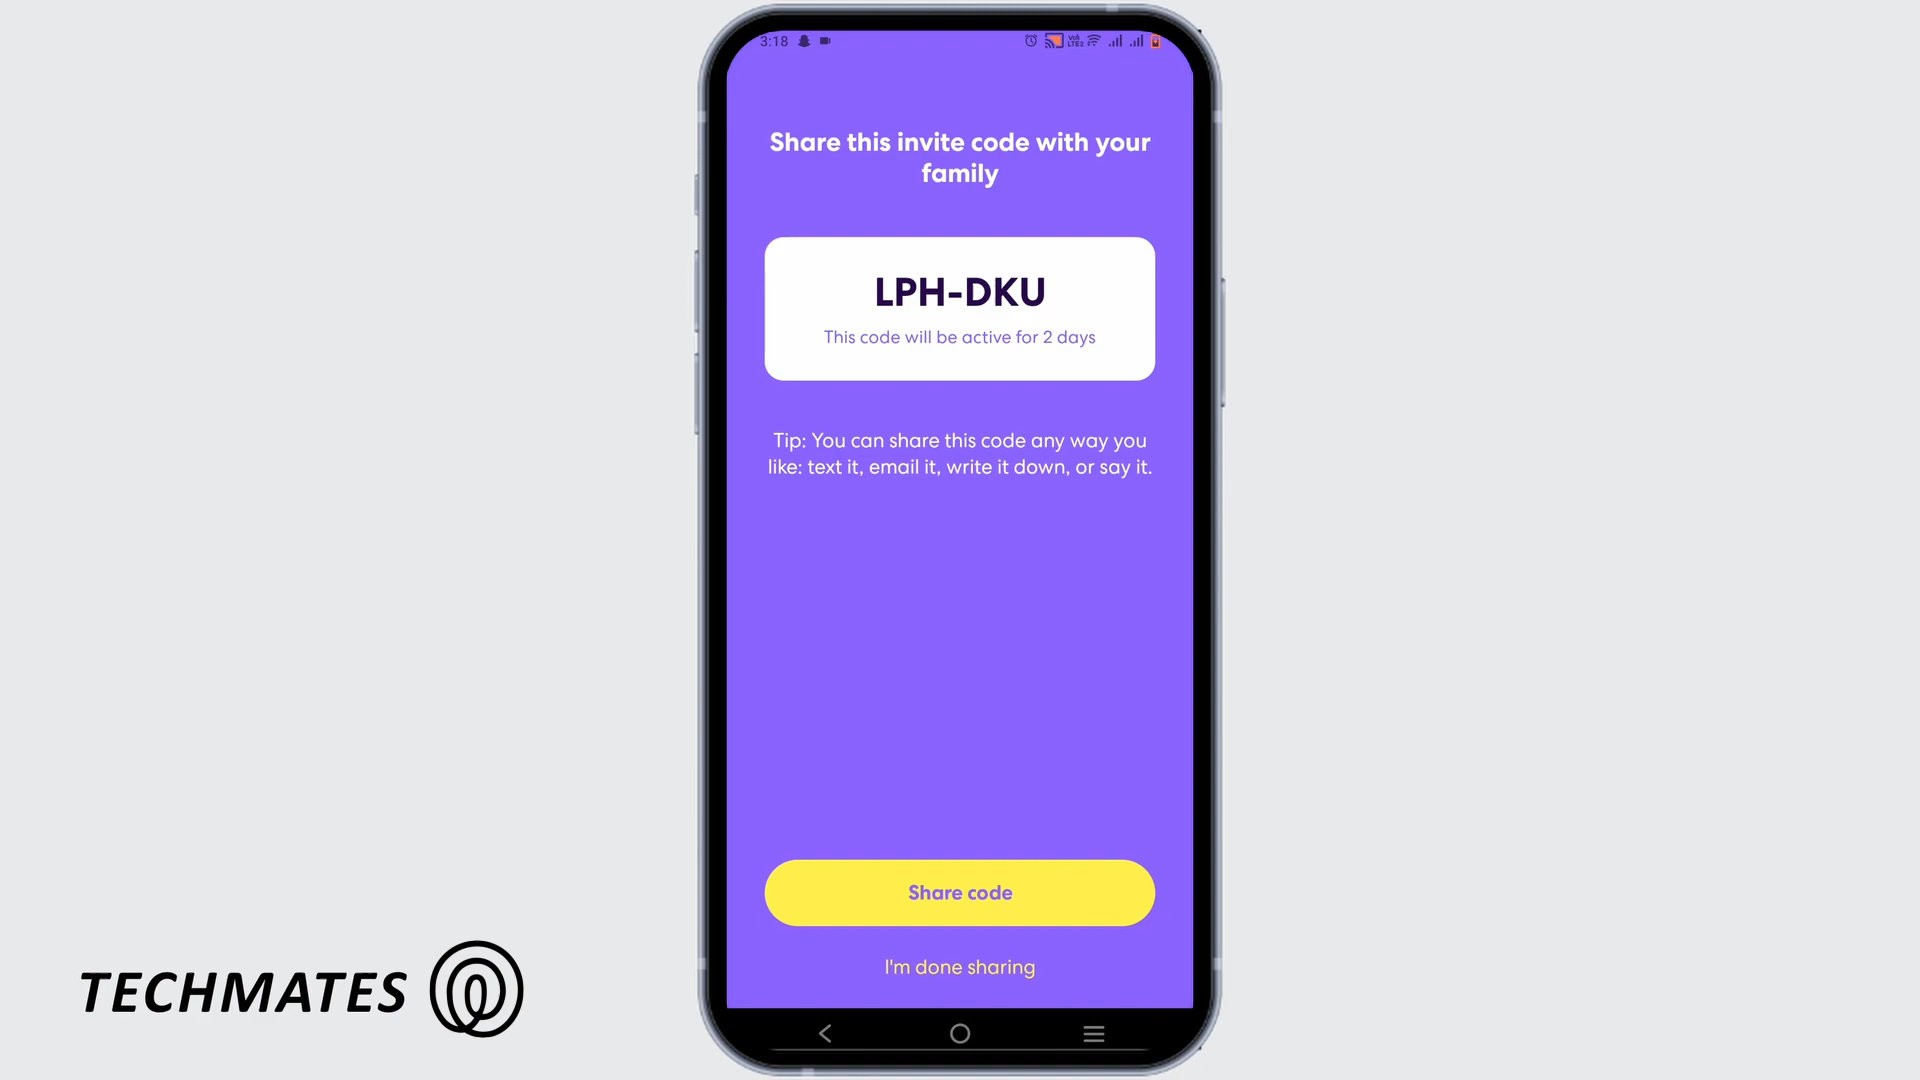 3:18
Share this invite code with your
family
LPH-DKU
This code will be active for 2 days
Tip: You can share this code any way you
like: text it, email it, write it down, or say it.
Share code
I'm done sharing
TECHMATES